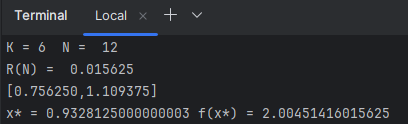 Terminal Local × + ∨
K = 6  N =  12
R(N) =  0.015625
[0.756250,1.109375]
x* = 0.9328125000000003 f(x*) = 2.00451416015625